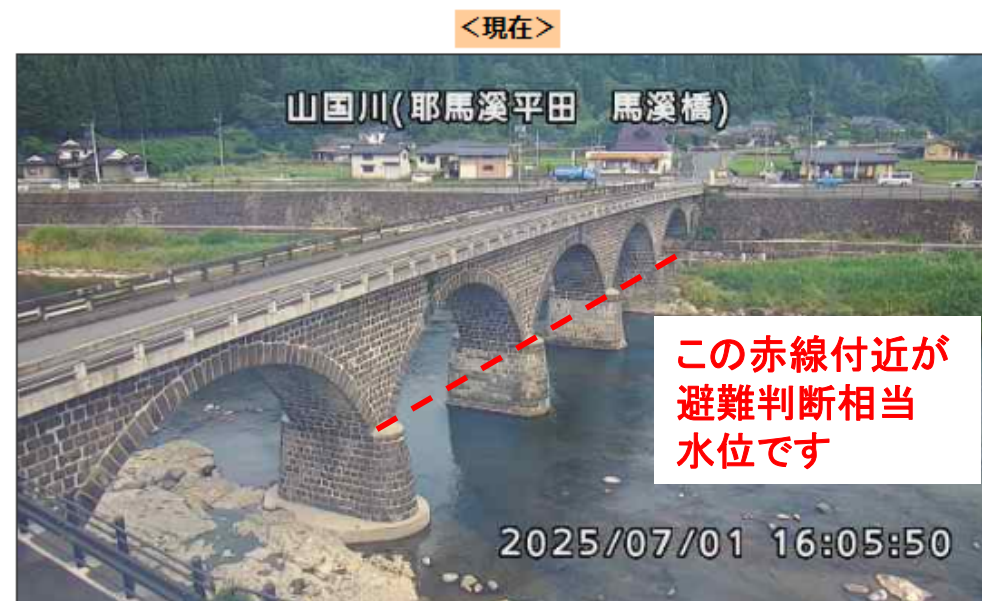 ＜現在＞
山国川(耶馬溪平田　馬溪橋)
この赤線付近が
避難判断相当
水位です
2025/07/01 16:05:50